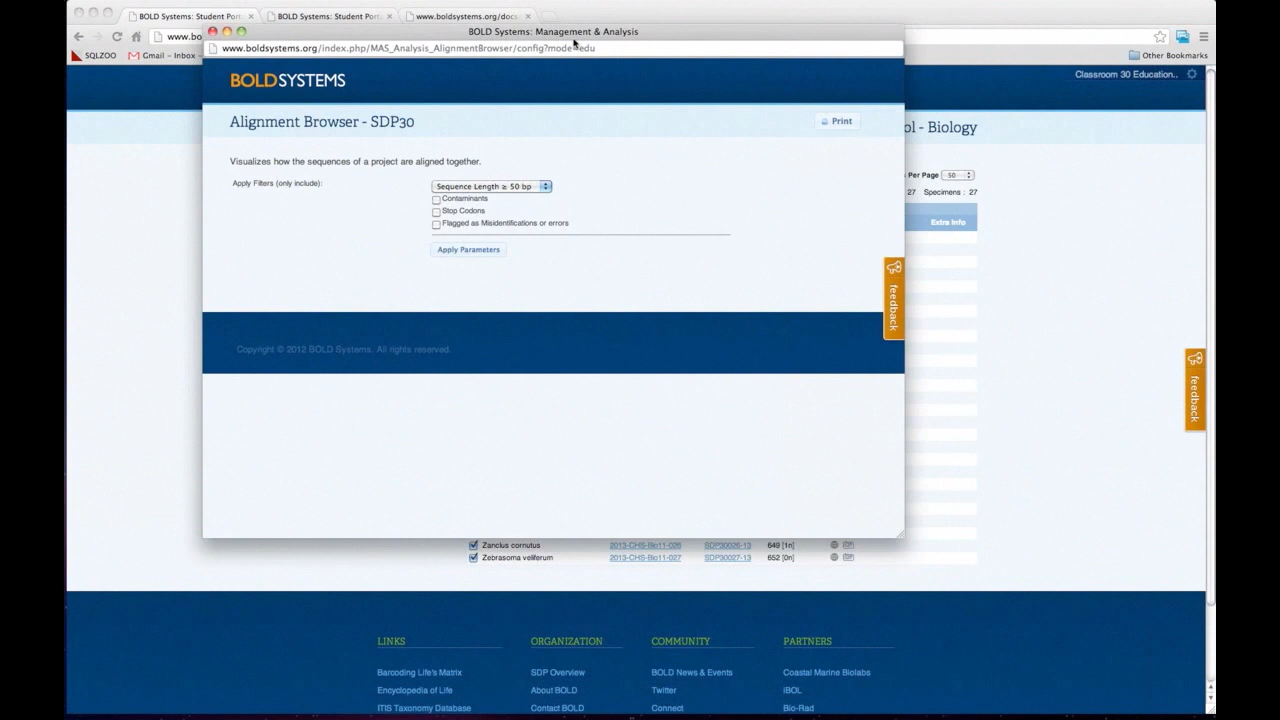 BOLD Systems: Student Port
BOLD Systems: Student Port
www.boldsystems.org/docs
BOLD Systems: Management & Analysis
www.bo
www.boldsystems.org/index.php/MAS_Analysis_AlignmentBrowser/config?mode=edu
SQLZOO
Gmail - Inbox -
Other Bookmarks
BOLDSYSTEMS
Classroom 30 Education..
Alignment Browser - SDP30
Print
ol - Biology
Visualizes how the sequences of a project are aligned together.
Per Page
50
Apply Filters (only include):
Sequence Length ≥ 50 bp
27 Specimens : 27
Contaminants
Stop Codons
Flagged as Misidentifications or errors
Extra Info
Apply Parameters
feedback
Copyright © 2012 BOLD Systems. All rights reserved.
feedback
Zanclus cornutus 2013-CHS-Bio11-026 SDP30026-13 649 [1n]
Zebrasoma veliferum 2013-CHS-Bio11-027 SDP30027-13 652 [0n]
LINKS
ORGANIZATION
COMMUNITY
PARTNERS
Barcoding Life's Matrix
SDP Overview
BOLD News & Events
Coastal Marine Biolabs
Encyclopedia of Life
About BOLD
Twitter
iBOL
ITIS Taxonomy Database
Contact BOLD
Connect
Bio-Rad